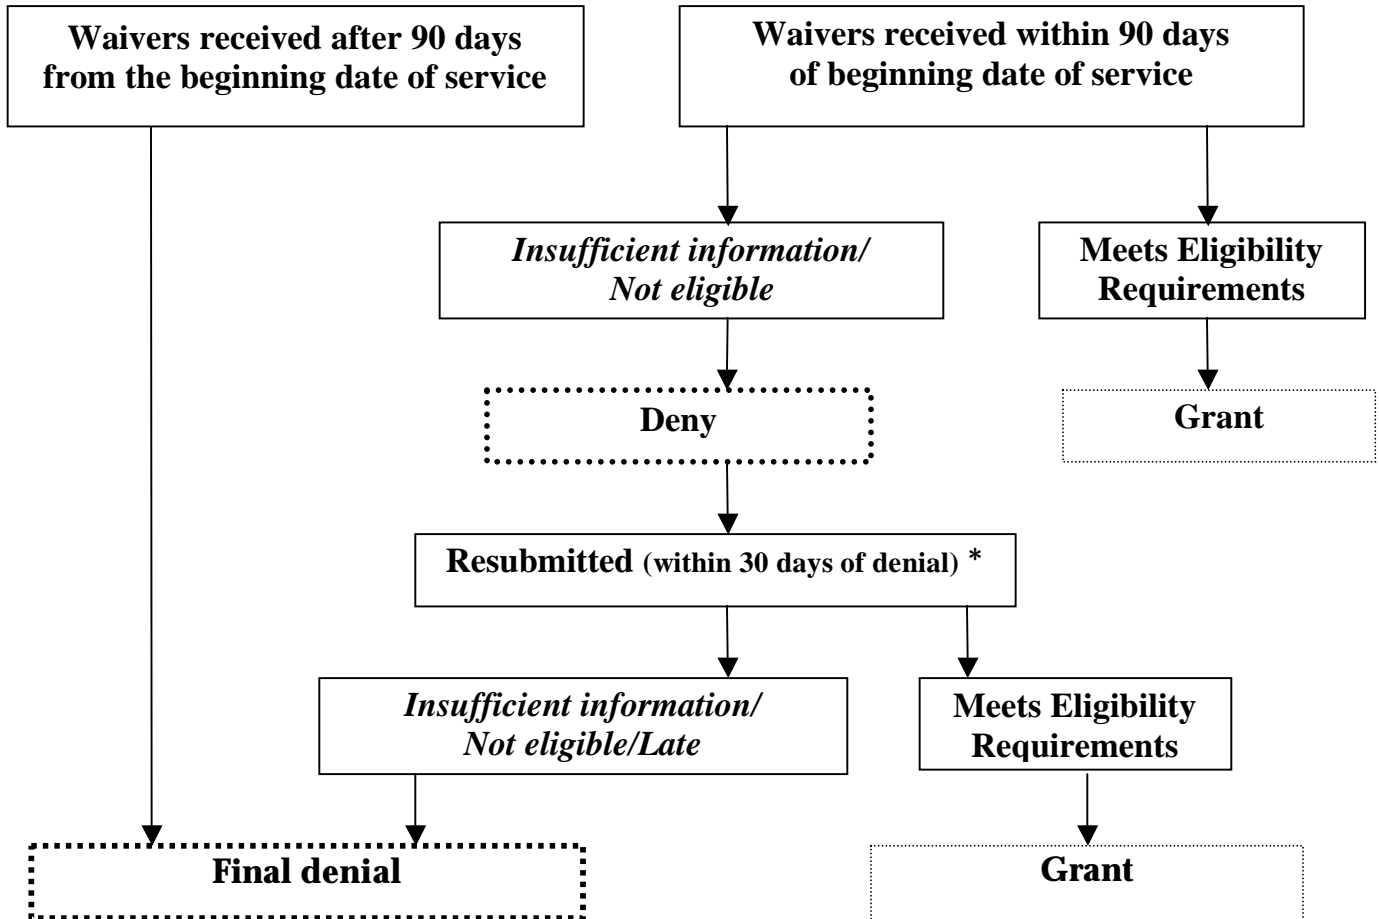 Waivers received after 90 days
from the beginning date of service
Waivers received within 90 days
of beginning date of service
Insufficient information/
Not eligible
Meets Eligibility
Requirements
Deny
Grant
Resubmitted (within 30 days of denial) *
Insufficient information/
Not eligible/Late
Meets Eligibility
Requirements
Final denial
Grant